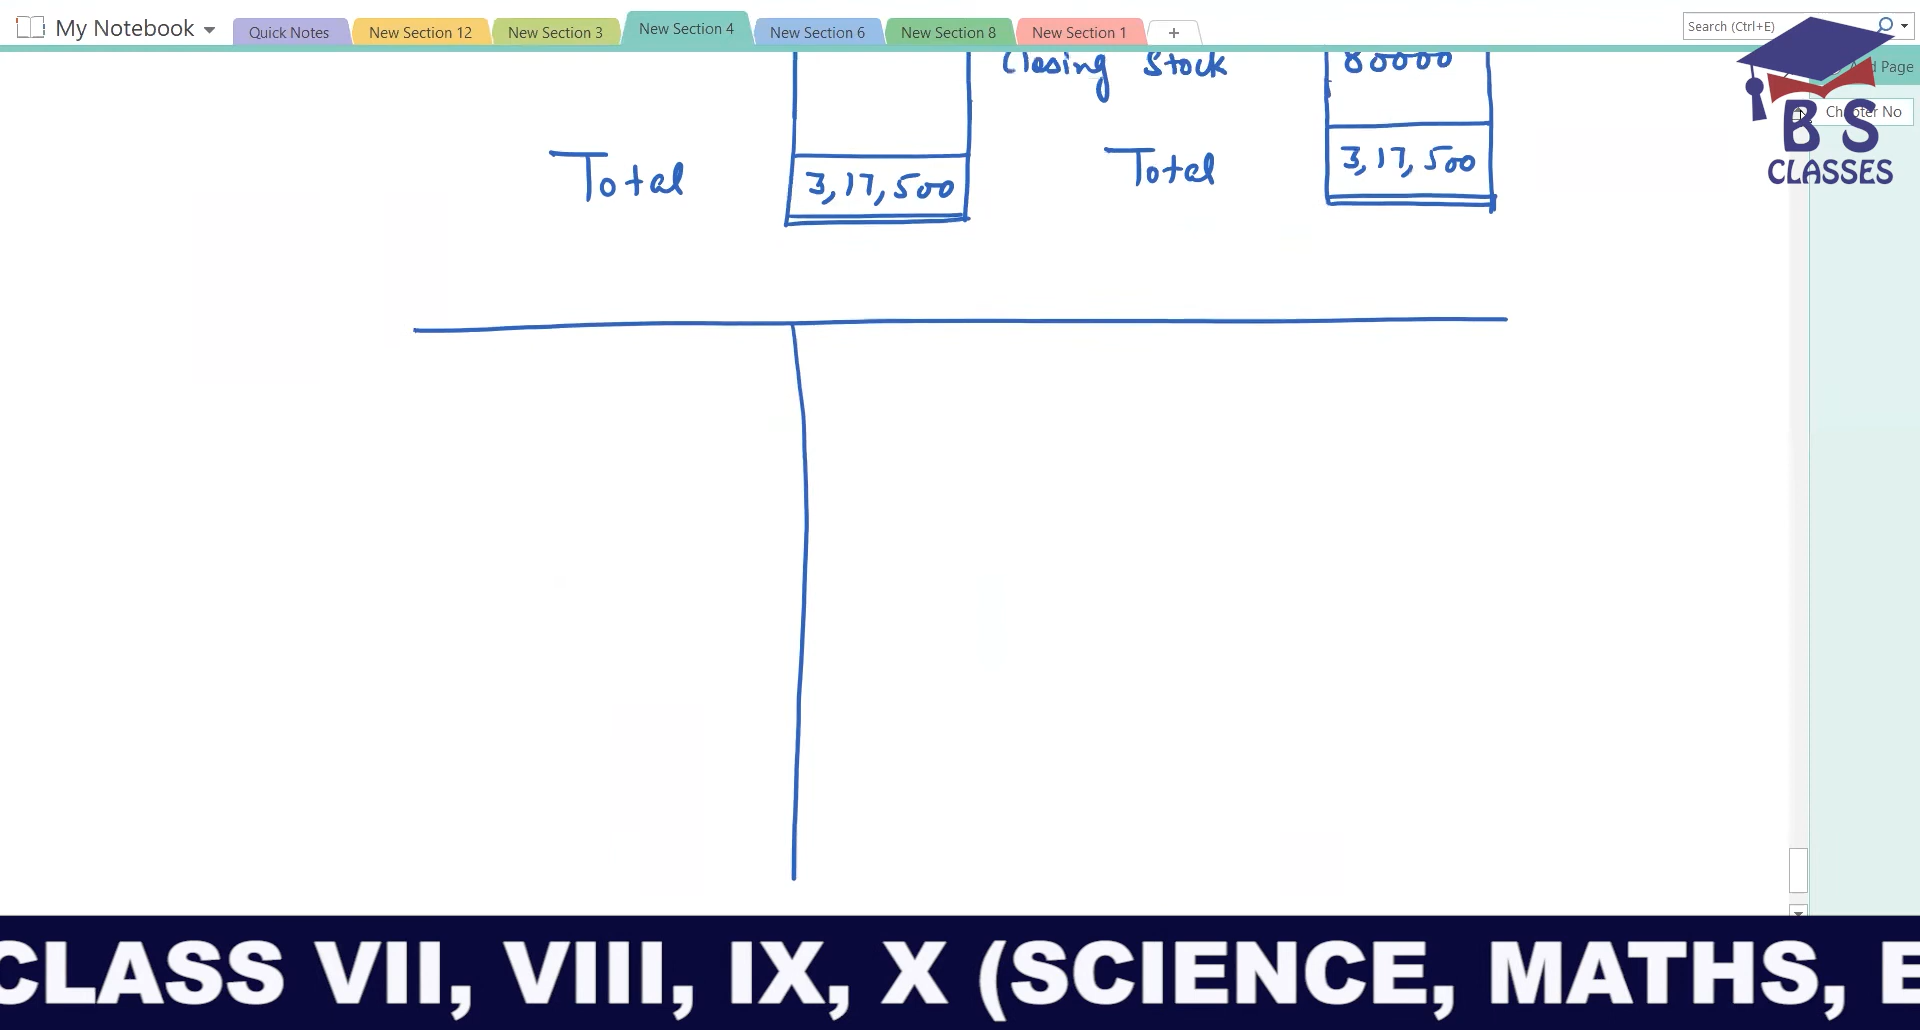 My Notebook
Quick Notes
New Section 12
New Section 3
New Section 4
New Section 6
New Section 8
New Section 1
+
Search (Ctrl+E)
Page
Closing Stock 80000
Total 3,17,500 Total 3,17,500
No
B S
CLASSES
CLASS VII, VIII, IX, X (SCIENCE, MATHS, E